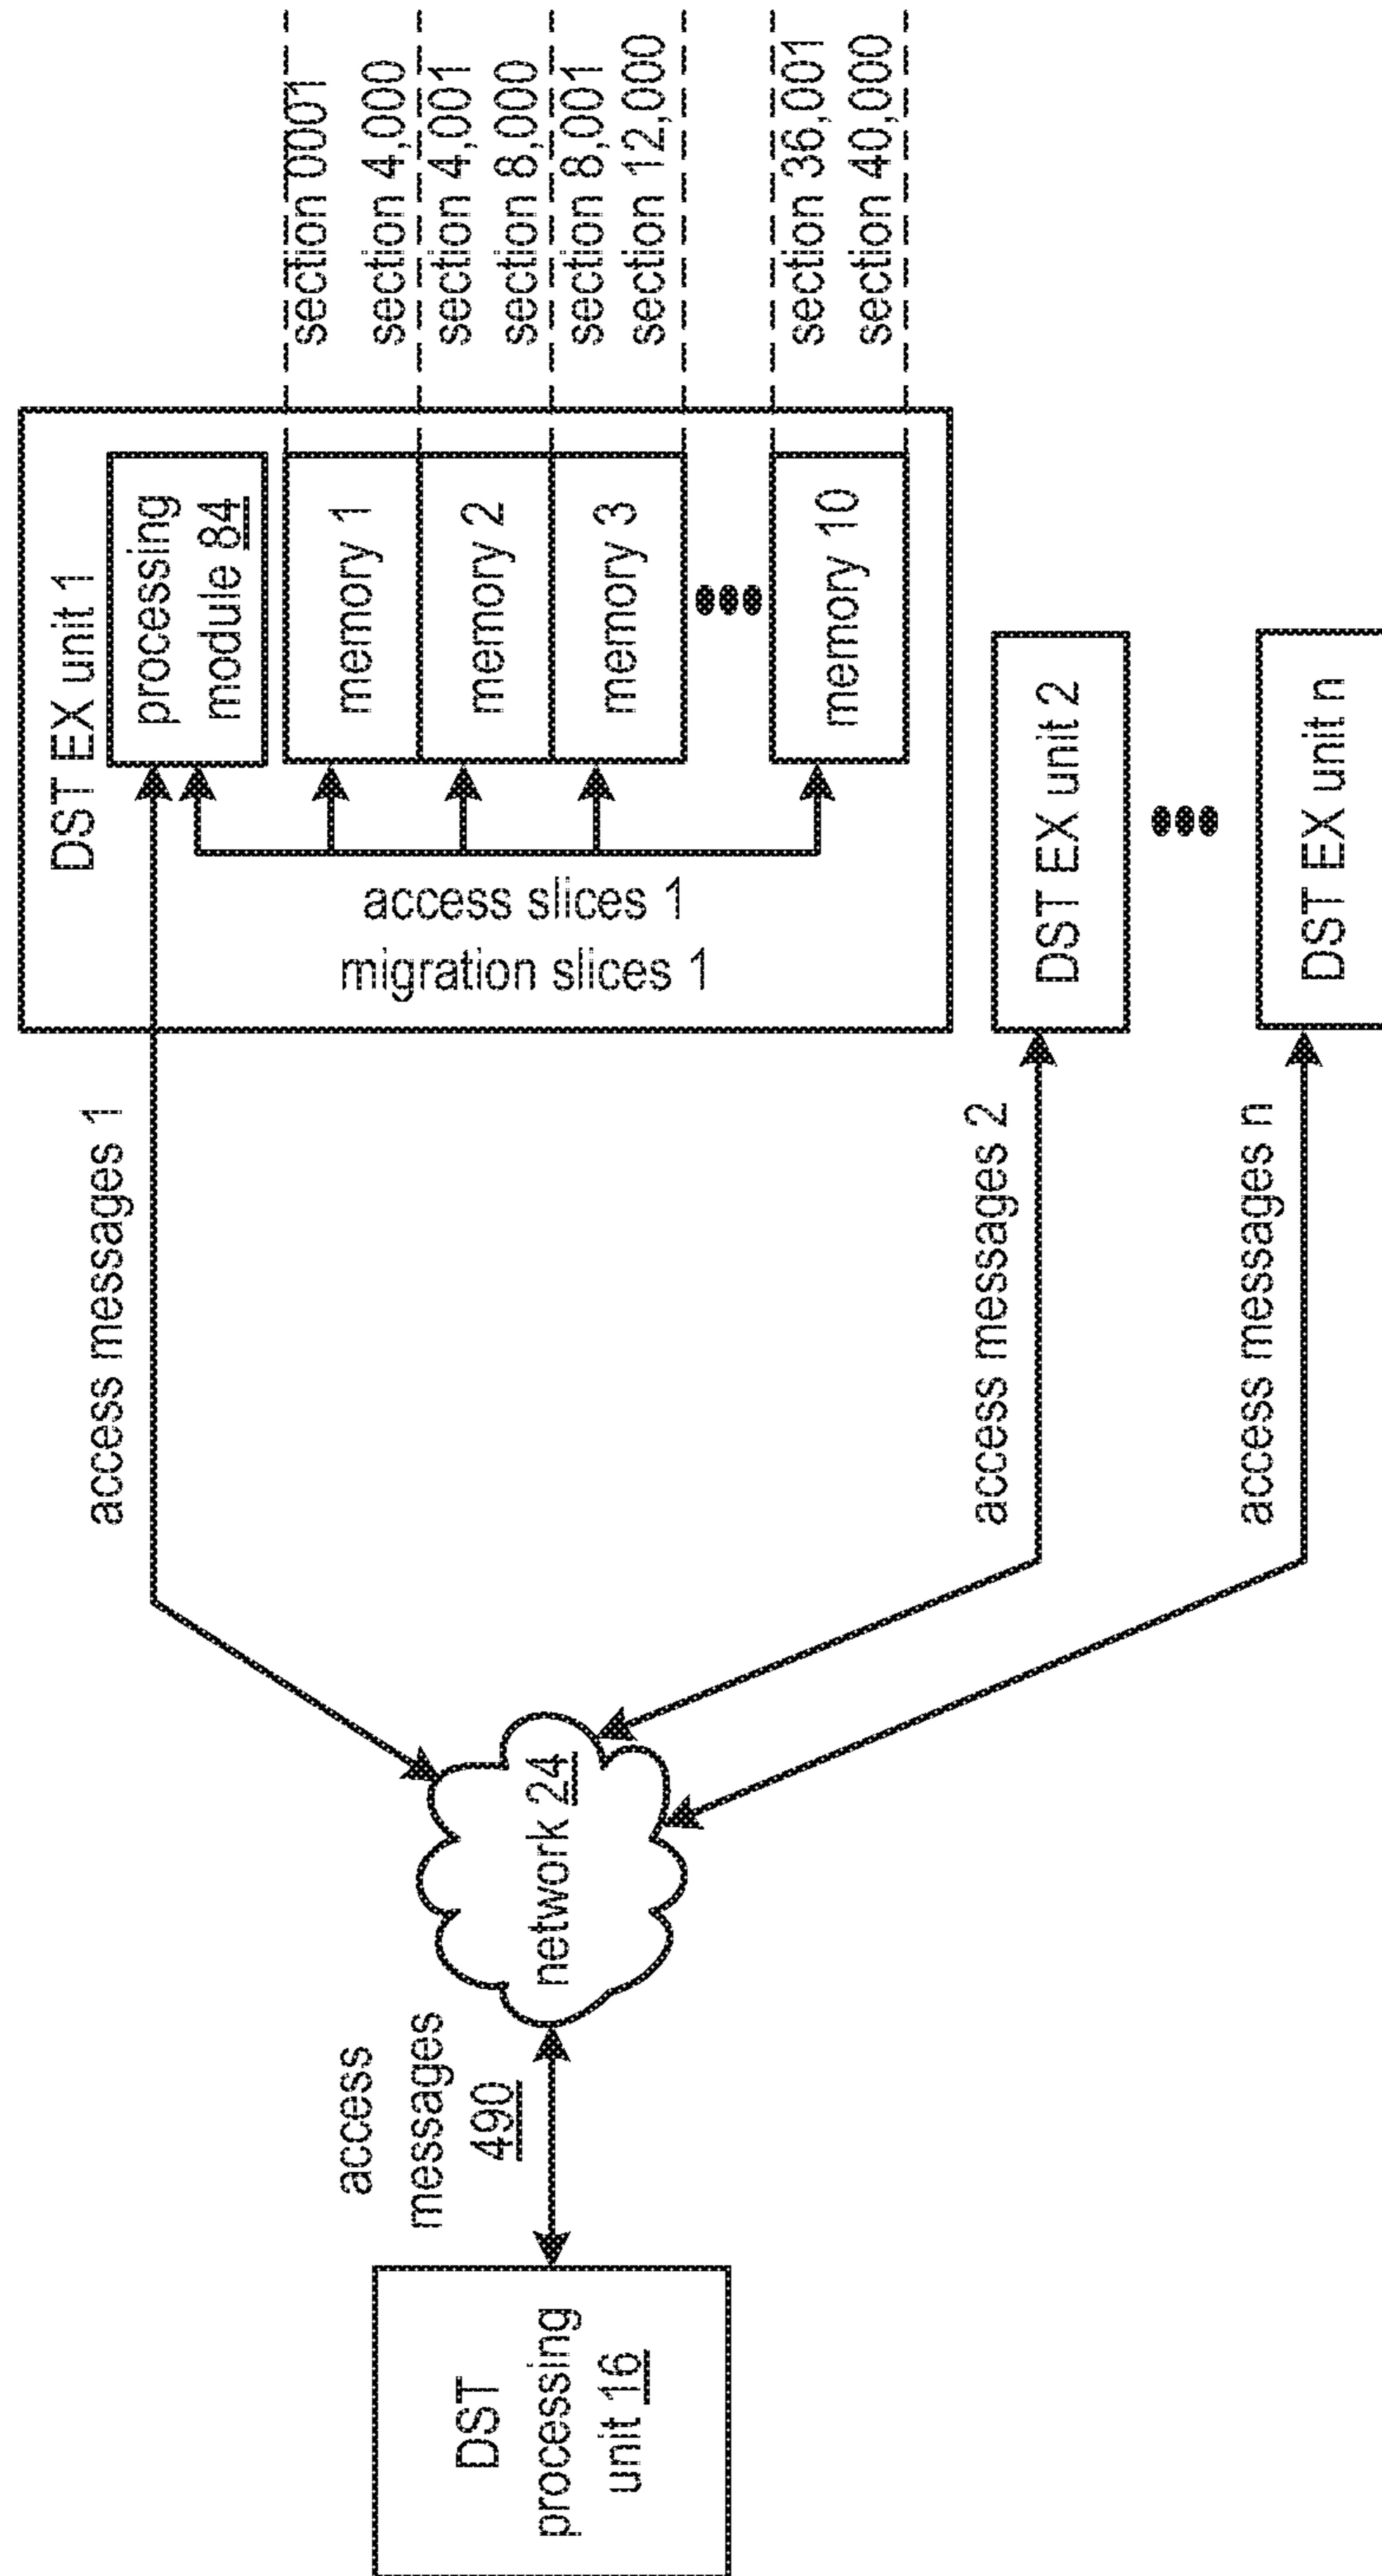 DST
processing
unit 16
access
messages
490
network 24
access messages 1
access messages 2
access messages n
DST EX unit 1
processing
module 84
memory 1
memory 2
memory 3
memory 10
access slices 1
migration slices 1
section 0001
section 4,000
section 4,001
section 8,000
section 8,001
section 12,000
section 36,001
section 40,000
DST EX unit 2
DST EX unit n